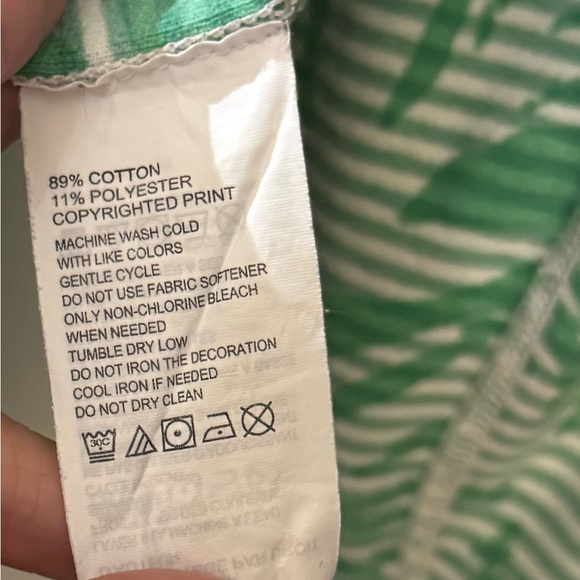 89% COTTON
11% POLYESTER
COPYRIGHTED PRINT
MACHINE WASH COLD
WITH LIKE COLORS
GENTLE CYCLE
DO NOT USE FABRIC SOFTENER
ONLY NON-CHLORINE BLEACH
WHEN NEEDED
TUMBLE DRY LOW
DO NOT IRON THE DECORATION
COOL IRON IF NEEDED
DO NOT DRY CLEAN
30C